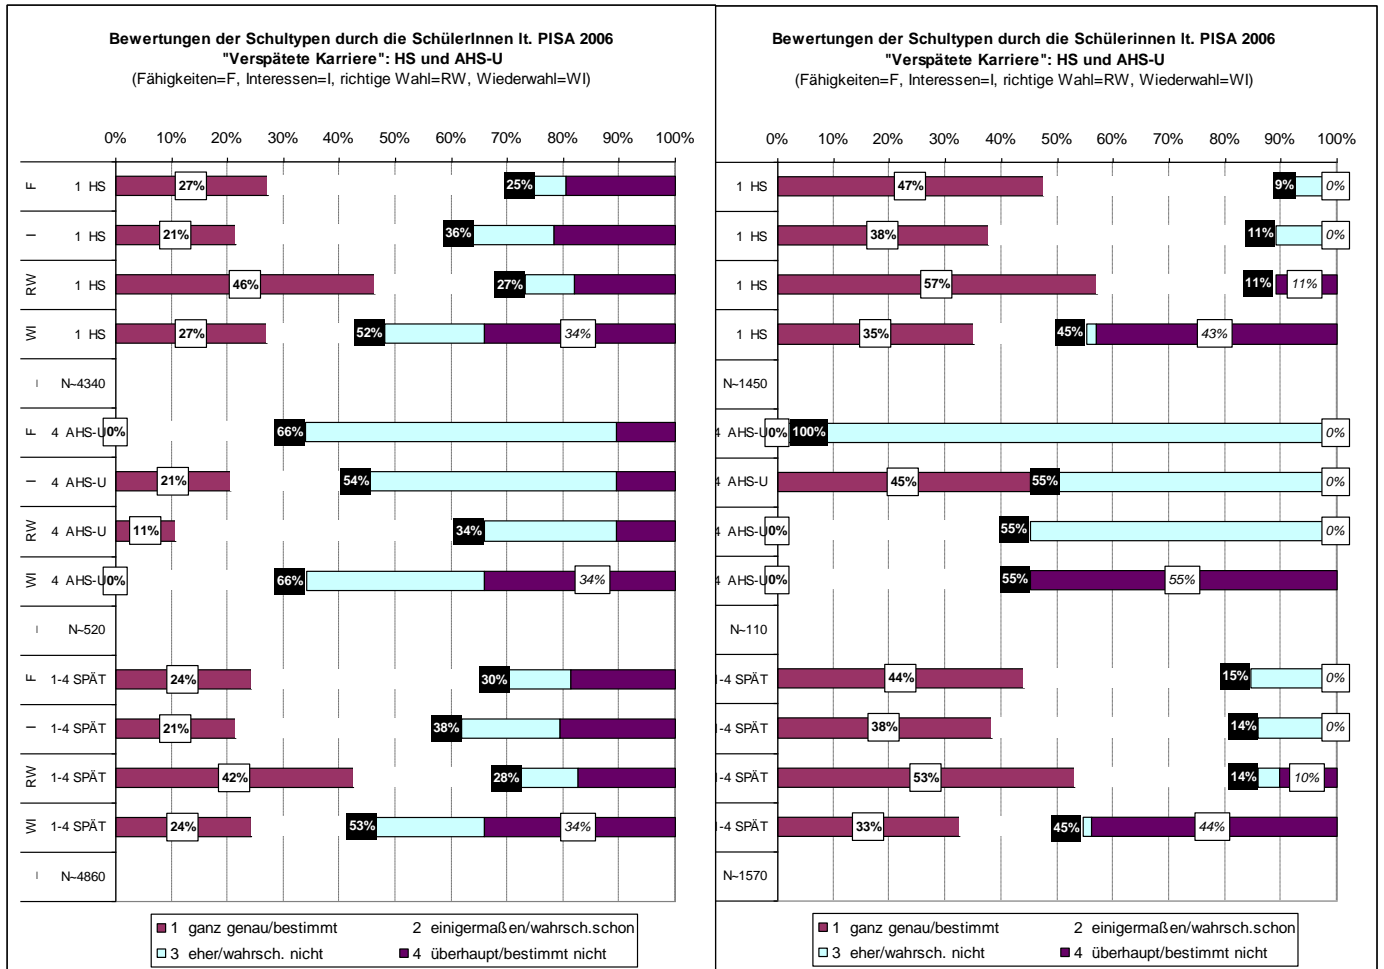 Bewertungen der Schultypen durch die SchülerInnen lt. PISA 2006
"Verspätete Karriere": HS und AHS-U
(Fähigkeiten=F, Interessen=I, richtige Wahl=RW, Wiederwahl=WI)
0% 10% 20% 30% 40% 50% 60% 70% 80% 90% 100%
F 1 HS 27% 25%
I 1 HS 21% 36%
RW 1 HS 46% 27%
WI 1 HS 27% 52% 34%
– N~4340
F 4 AHS-U 0% 66%
I 4 AHS-U 21% 54%
RW 4 AHS-U 11% 34%
WI 4 AHS-U 0% 66% 34%
– N~520
F 1-4 SPÄT 24% 30%
I 1-4 SPÄT 21% 38%
RW 1-4 SPÄT 42% 28%
WI 1-4 SPÄT 24% 53% 34%
– N~4860
1 ganz genau/bestimmt 2 einigermaßen/wahrsch.schon
3 eher/wahrsch. nicht 4 überhaupt/bestimmt nicht
Bewertungen der Schultypen durch die Schülerinnen lt. PISA 2006
"Verspätete Karriere": HS und AHS-U
(Fähigkeiten=F, Interessen=I, richtige Wahl=RW, Wiederwahl=WI)
0% 10% 20% 30% 40% 50% 60% 70% 80% 90% 100%
1 HS 47% 9% 0%
1 HS 38% 11% 0%
1 HS 57% 11% 11%
1 HS 35% 45% 43%
N~1450
4 AHS-U 0% 100% 0%
4 AHS-U 45% 55% 0%
4 AHS-U 0% 55% 0%
4 AHS-U 0% 55% 55%
N~110
1-4 SPÄT 44% 15% 0%
1-4 SPÄT 38% 14% 0%
1-4 SPÄT 53% 14% 10%
1-4 SPÄT 33% 45% 44%
N~1570
1 ganz genau/bestimmt 2 einigermaßen/wahrsch.schon
3 eher/wahrsch. nicht 4 überhaupt/bestimmt nicht